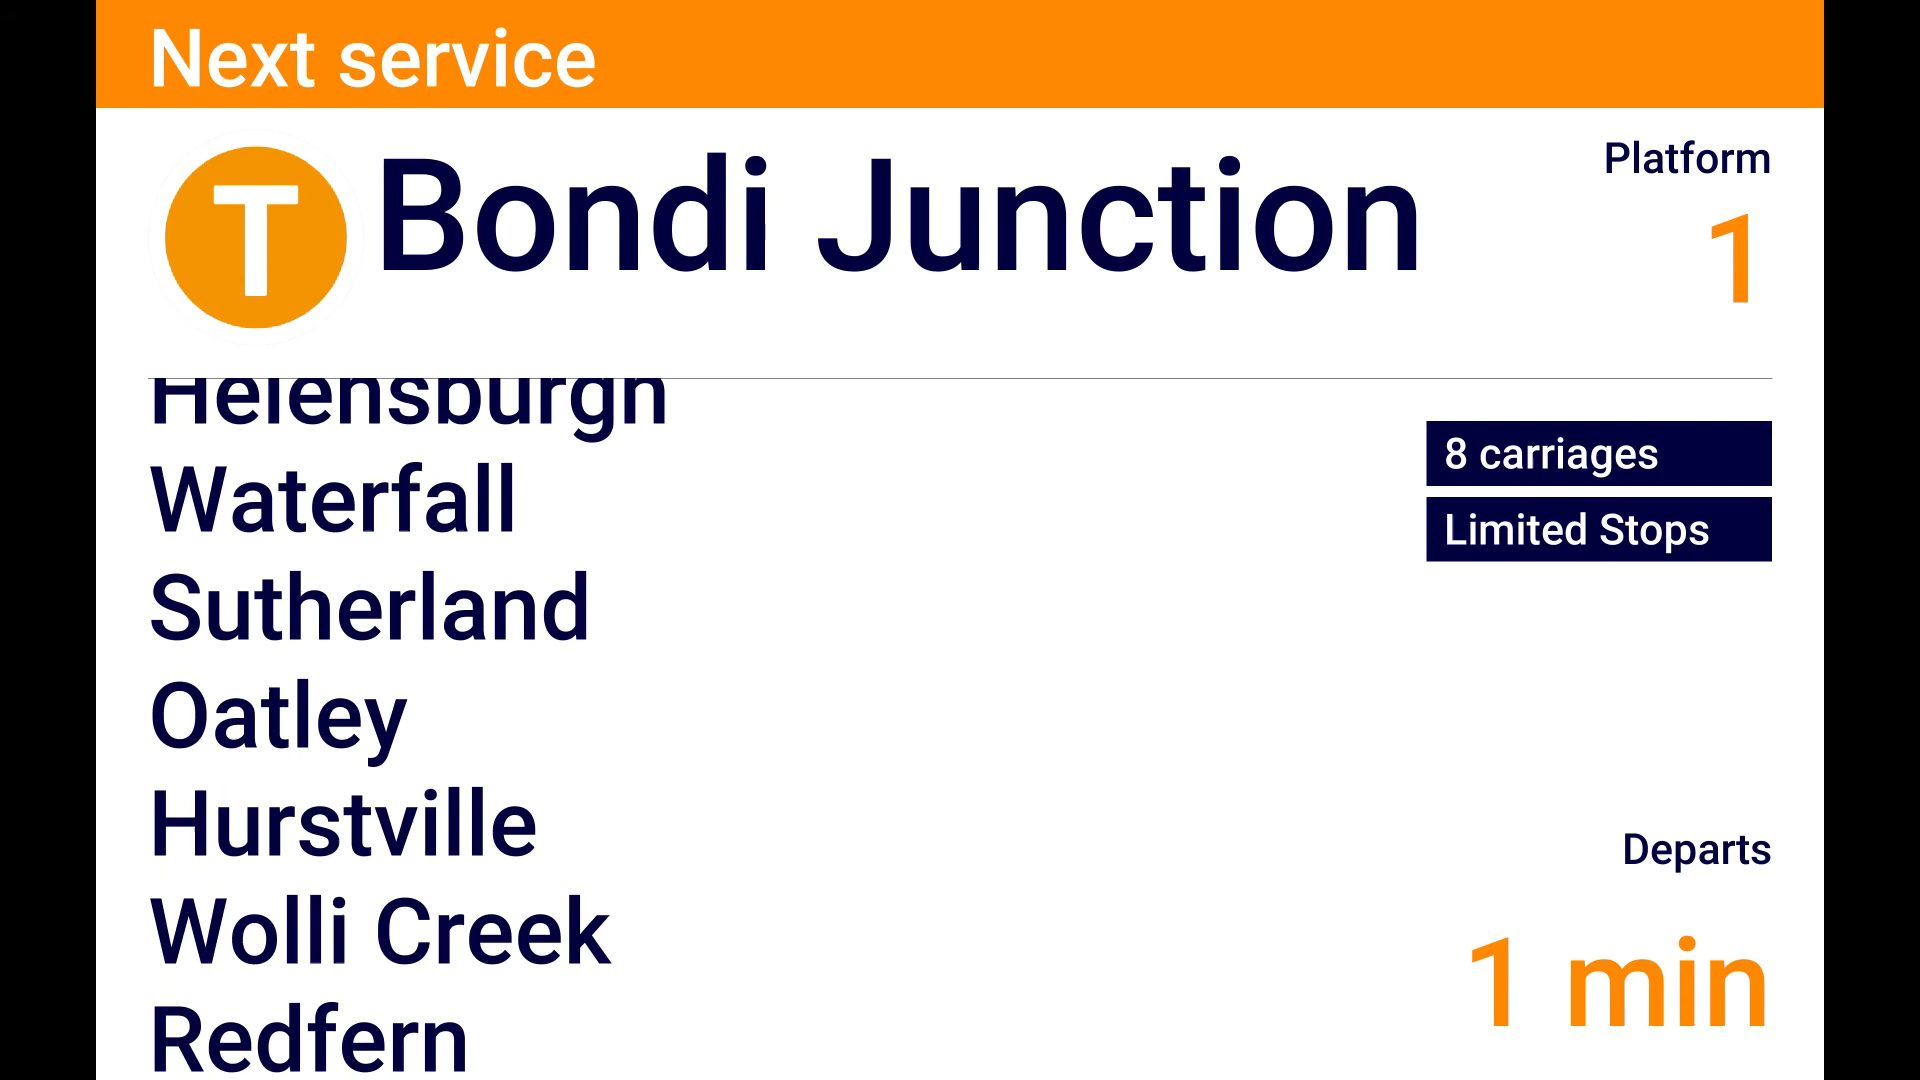 Next service
T Bondi Junction
Platform
1
Helensburgh
Waterfall
Sutherland
Oatley
Hurstville
Wolli Creek
Redfern
8 carriages
Limited Stops
Departs
1 min